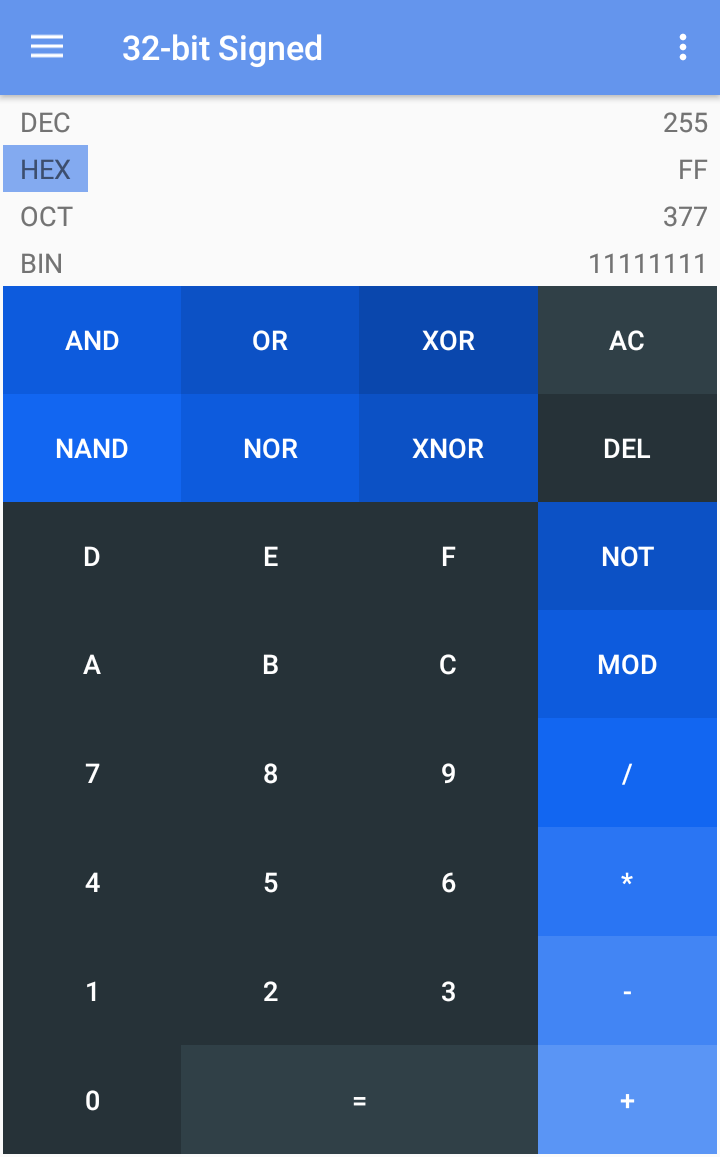 32-bit Signed
DEC 255
HEX FF
OCT 377
BIN 11111111
AND OR XOR AC
NAND NOR XNOR DEL
D E F NOT
A B C MOD
7 8 9 /
4 5 6 *
1 2 3 -
0 = +